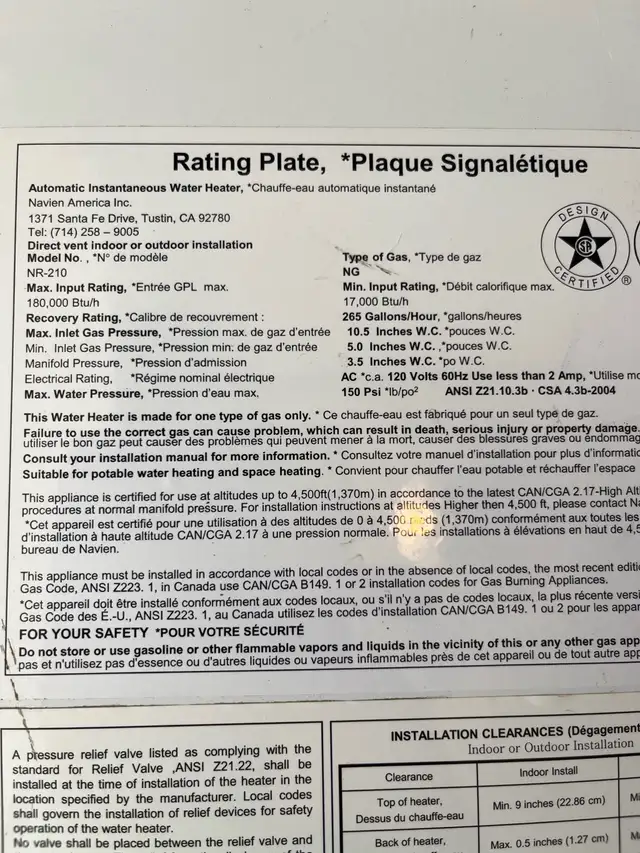 Rating Plate, *Plaque Signalétique
Automatic Instantaneous Water Heater, *Chauffe-eau automatique instantané
Navien America Inc.
1371 Santa Fe Drive, Tustin, CA 92780
Tel: (714) 258 – 9005
Direct vent indoor or outdoor installation
DESIGN
CERTIFIED
®
Model No. , *N° de modèle Type of Gas, *Type de gaz
NR-210 NG
Max. Input Rating, *Entrée GPL max. Min. Input Rating, *Débit calorifique max.
180,000 Btu/h 17,000 Btu/h
Recovery Rating, *Calibre de recouvrement : 265 Gallons/Hour, *gallons/heures
Max. Inlet Gas Pressure, *Pression max. de gaz d'entrée 10.5 Inches W.C. *pouces W.C.
Min. Inlet Gas Pressure, *Pression min. de gaz d'entrée 5.0 Inches W.C. ,*pouces W.C.
Manifold Pressure, *Pression d'admission 3.5 Inches W.C. *po W.C.
Electrical Rating, *Régime nominal électrique AC *c.a. 120 Volts 60Hz Use less than 2 Amp, *Utilise
Max. Water Pressure, *Pression d'eau max. 150 Psi *lb/po² ANSI Z21.10.3b · CSA 4.3b-2004
This Water Heater is made for one type of gas only. * Ce chauffe-eau est fabriqué pour un seul type de gaz.
Failure to use the correct gas can cause problem, which can result in death, serious injury or property damage.
utiliser le bon gaz peut causer des problèmes qui peuvent mener à la mort, causer des blessures graves ou
Consult your installation manual for more information. * Consultez votre manuel d'installation pour plus
Suitable for potable water heating and space heating. * Convient pour chauffer l'eau potable et réchauffer l'espace
This appliance is certified for use at altitudes up to 4,500ft(1,370m) in accordance to the latest CAN/CGA 2.17-High
procedures at normal manifold pressure. For installation instructions at altitudes Higher then 4,500 ft, please contact
*Cet appareil est certifié pour une utilisation à des altitudes de 0 à 4,500 (1,370m) conformément aux toutes les
d'installation à haute altitude CAN/CGA 2.17 à une pression normale. Pour les installations à élévations en haut de
bureau de Navien.
This appliance must be installed in accordance with local codes or in the absence of local codes, the most recent
Gas Code, ANSI Z223. 1, in Canada use CAN/CGA B149. 1 or 2 installation codes for Gas Burning Appliances.
*Cet appareil doit être installé conformément aux codes locaux, ou s'il n'y a pas de codes locaux, la plus récente
Gas Code des É.-U., ANSI Z223. 1, au Canada utilisez les codes d'installation CAN/CGA B149. 1 ou 2 pour les
FOR YOUR SAFETY *POUR VOTRE SÉCURITÉ
Do not store or use gasoline or other flammable vapors and liquids in the vicinity of this or any other gas
pas et n'utilisez pas d'essence ou d'autres liquides ou vapeurs inflammables près de cet appareil ou de tout autre
A pressure relief valve listed as complying with the
standard for Relief Valve ,ANSI Z21.22, shall be
installed at the time of installation of the heater in the
location specified by the manufacturer. Local codes
shall govern the installation of relief devices for safety
operation of the water heater.
No valve shall be placed between the relief valve and
INSTALLATION CLEARANCES (Dégagement
Indoor or Outdoor Installation
Clearance Indoor Install
Top of heater, Min. 9 inches (22.86 cm)
Dessus du chauffe-eau
Back of heater, Max. 0.5 inches (1.27 cm)